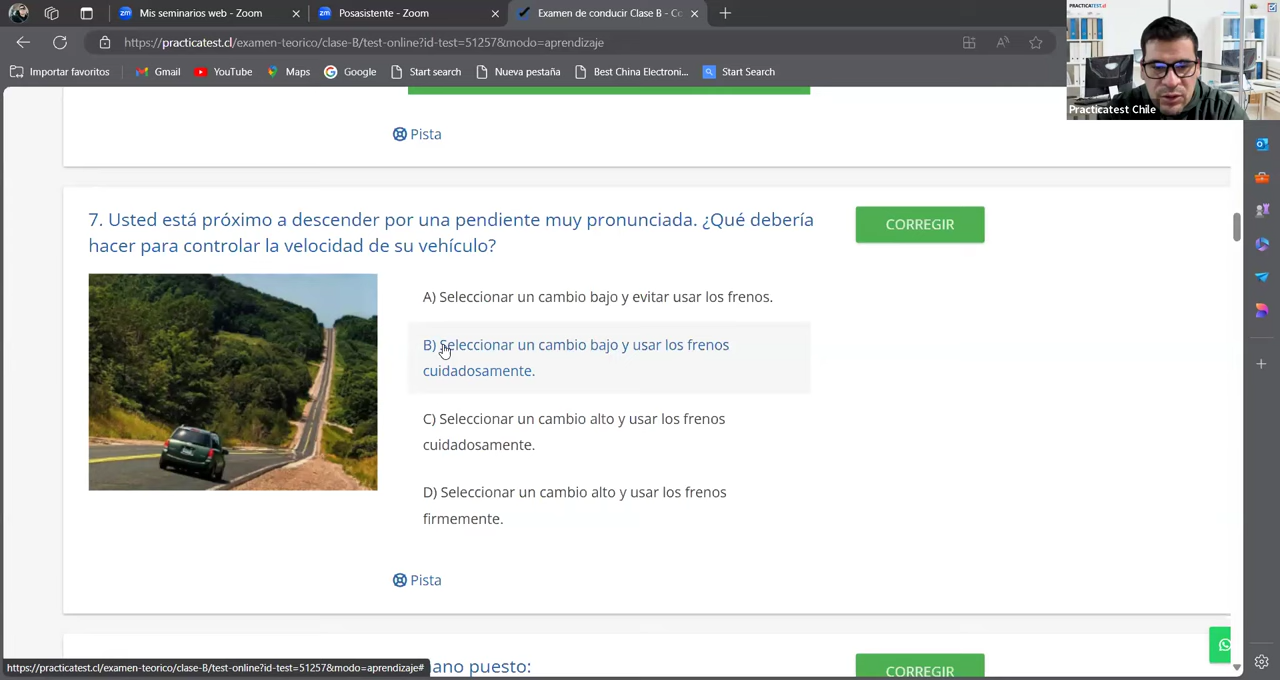 Mis seminarios web - Zoom
Posasistente - Zoom
Examen de conducir Clase B - Co
https://practicatest.cl/examen-teorico/clase-B/test-online?id-test=51257&modo=aprendizaje
Importar favoritos
Gmail
YouTube
Maps
Google
Start search
Nueva pestaña
Best China Electroni...
Start Search
PRACTICATEST.cl
Practicatest Chile
Pista
7. Usted está próximo a descender por una pendiente muy pronunciada. ¿Qué debería
hacer para controlar la velocidad de su vehículo?
CORREGIR
A) Seleccionar un cambio bajo y evitar usar los frenos.
B) Seleccionar un cambio bajo y usar los frenos
cuidadosamente.
C) Seleccionar un cambio alto y usar los frenos
cuidadosamente.
D) Seleccionar un cambio alto y usar los frenos
firmemente.
Pista
https://practicatest.cl/examen-teorico/clase-B/test-online?id-test=51257&modo=aprendizaje#
ano puesto:
CORREGIR